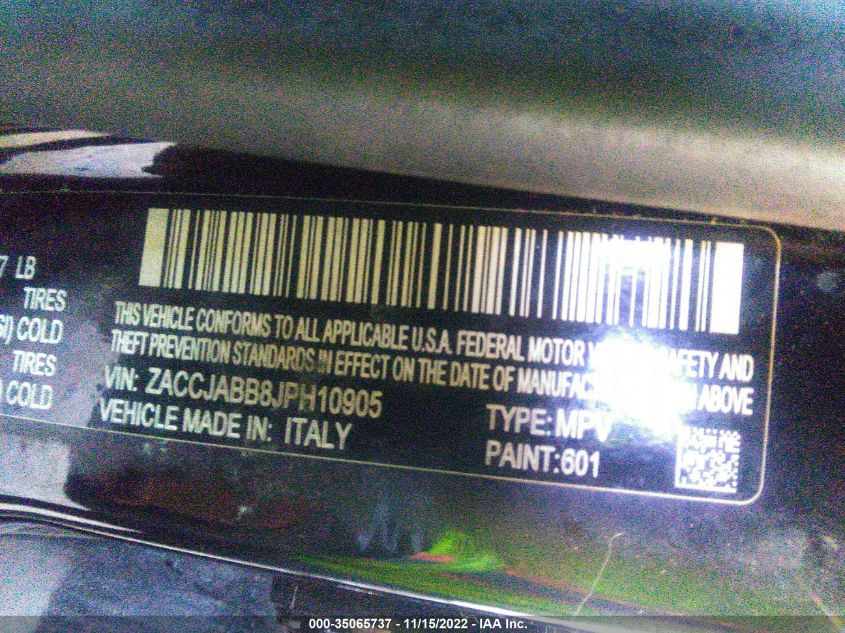 7 LB
TIRES
SI) COLD
TIRES
) COLD
THIS VEHICLE CONFORMS TO ALL APPLICABLE U.S.A. FEDERAL MOTOR SAFETY AND
THEFT PREVENTION STANDARDS IN EFFECT ON THE DATE OF MANUFAC ABOVE
VIN: ZACCJABB8JPH10905
VEHICLE MADE IN: ITALY
TYPE: MPV
PAINT: 601
000-35065737 - 11/15/2022 - IAA Inc.